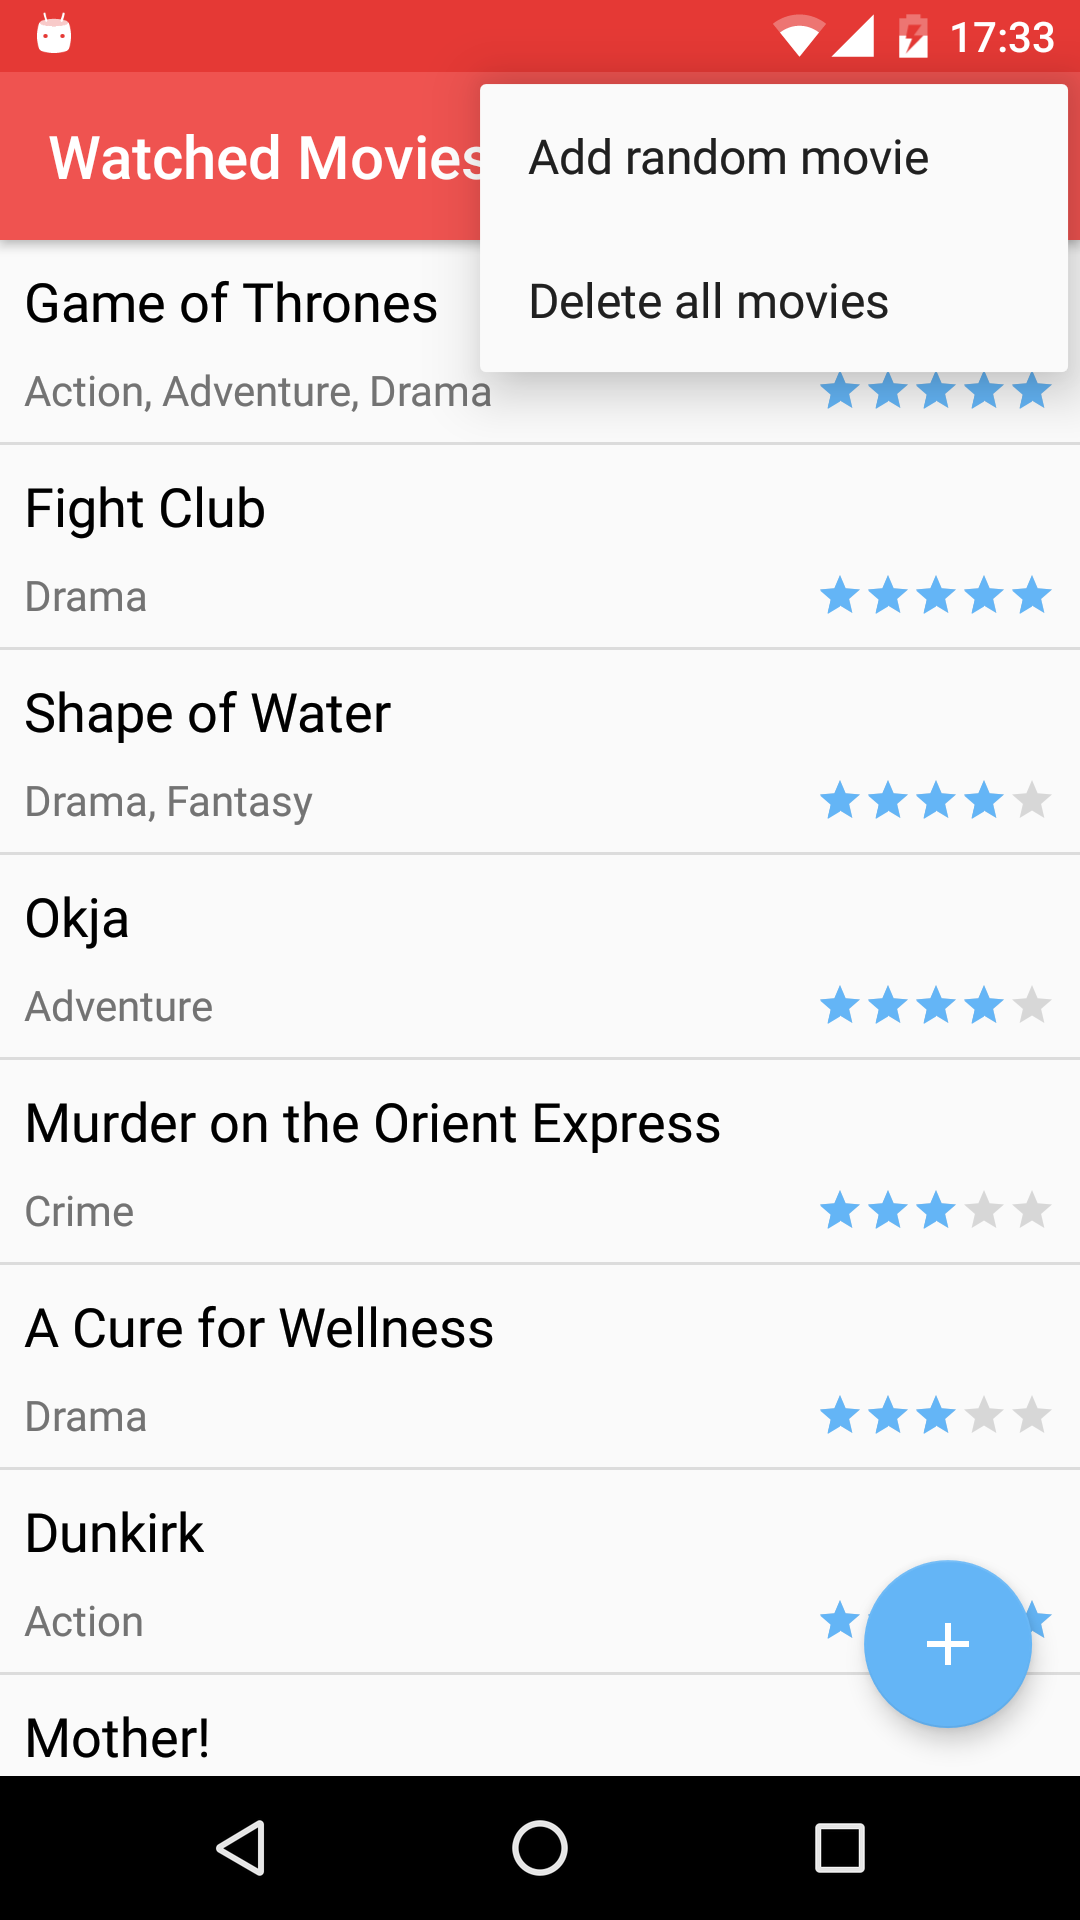 17:33
Watched Movies
Add random movie
Delete all movies
Game of Thrones
Action, Adventure, Drama
Fight Club
Drama
Shape of Water
Drama, Fantasy
Okja
Adventure
Murder on the Orient Express
Crime
A Cure for Wellness
Drama
Dunkirk
Action
Mother!